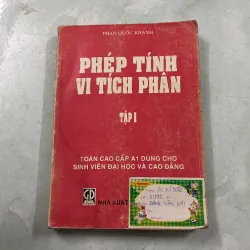 PHAN QUỐC KHÁNH
PHÉP TÍNH
VI TÍCH PHÂN
TẬP I
TOÁN CAO CẤP A1 DÙNG CHO
SINH VIÊN ĐẠI HỌC VÀ CAO ĐẲNG
NHÀ XUẤT